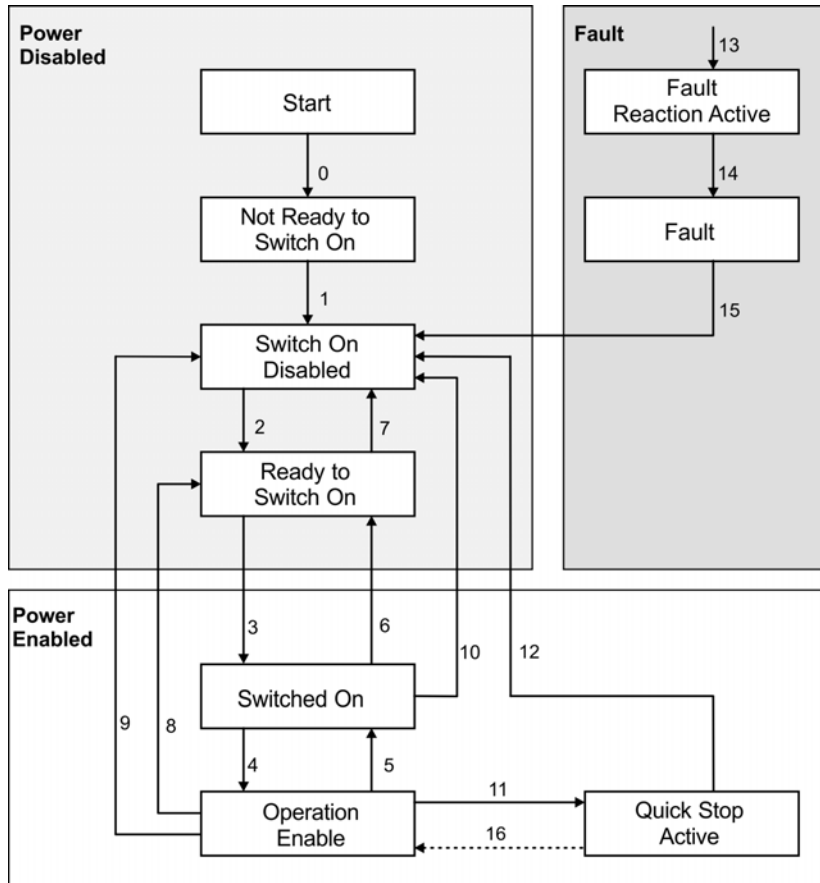 Power
Disabled
Start
0
Not Ready to
Switch On
1
Switch On
Disabled
2
7
Ready to
Switch On
Fault
13
Fault
Reaction Active
14
Fault
15
Power
Enabled
3
6
10
12
Switched On
9
8
4
5
11
Operation
Enable
16
Quick Stop
Active